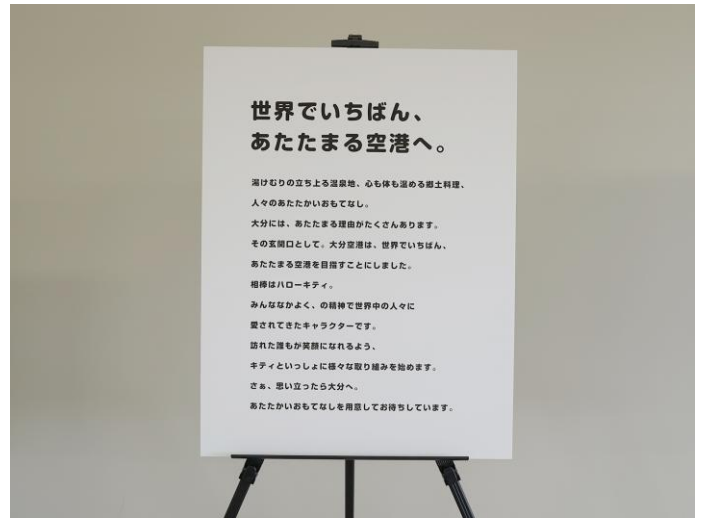 世界でいちばん、
あたたまる空港へ。
湯けむりの立ち上る温泉地、心も体も温める郷土料理、
人々のあたたかいおもてなし。
大分には、あたたまる理由がたくさんあります。
その玄関口として。大分空港は、世界でいちばん、
あたたまる空港を目指すことにしました。
相棒はハローキティ。
みんななかよく、の精神で世界中の人々に
愛されてきたキャラクターです。
訪れた誰もが笑顔になれるよう、
キティといっしょに様々な取り組みを始めます。
さぁ、思い立ったら大分へ。
あたたかいおもてなしを用意してお待ちしています。